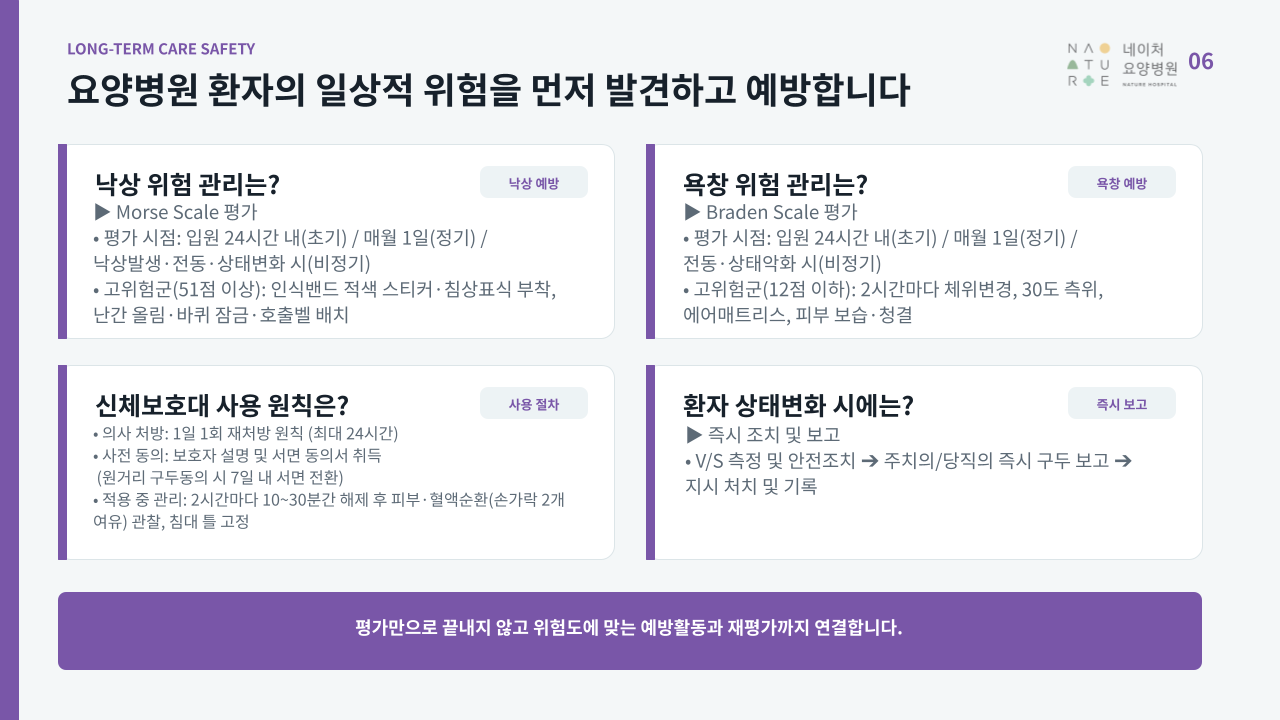 LONG-TERM CARE SAFETY
요양병원 환자의 일상적 위험을 먼저 발견하고 예방합니다
NA
ATU
R E
네이처
요양병원
NATURE HOSPITAL
06
낙상 위험 관리는?
낙상 예방
▶ Morse Scale 평가
• 평가 시점: 입원 24시간 내(초기) / 매월 1일(정기) /
낙상발생·전동·상태변화 시(비정기)
• 고위험군(51점 이상): 인식밴드 적색 스티커·침상표식 부착,
난간 올림·바퀴 잠금·호출벨 배치
욕창 위험 관리는?
욕창 예방
▶ Braden Scale 평가
• 평가 시점: 입원 24시간 내(초기) / 매월 1일(정기) /
전동·상태악화 시(비정기)
• 고위험군(12점 이하): 2시간마다 체위변경, 30도 측위,
에어매트리스, 피부 보습·청결
신체보호대 사용 원칙은?
사용 절차
• 의사 처방: 1일 1회 재처방 원칙 (최대 24시간)
• 사전 동의: 보호자 설명 및 서면 동의서 취득
(원거리 구두동의 시 7일 내 서면 전환)
• 적용 중 관리: 2시간마다 10~30분간 해제 후 피부·혈액순환(손가락 2개
여유) 관찰, 침대 틀 고정
환자 상태변화 시에는?
즉시 보고
▶ 즉시 조치 및 보고
• V/S 측정 및 안전조치 ➔ 주치의/당직의 즉시 구두 보고 ➔
지시 처치 및 기록
평가만으로 끝내지 않고 위험도에 맞는 예방활동과 재평가까지 연결합니다.